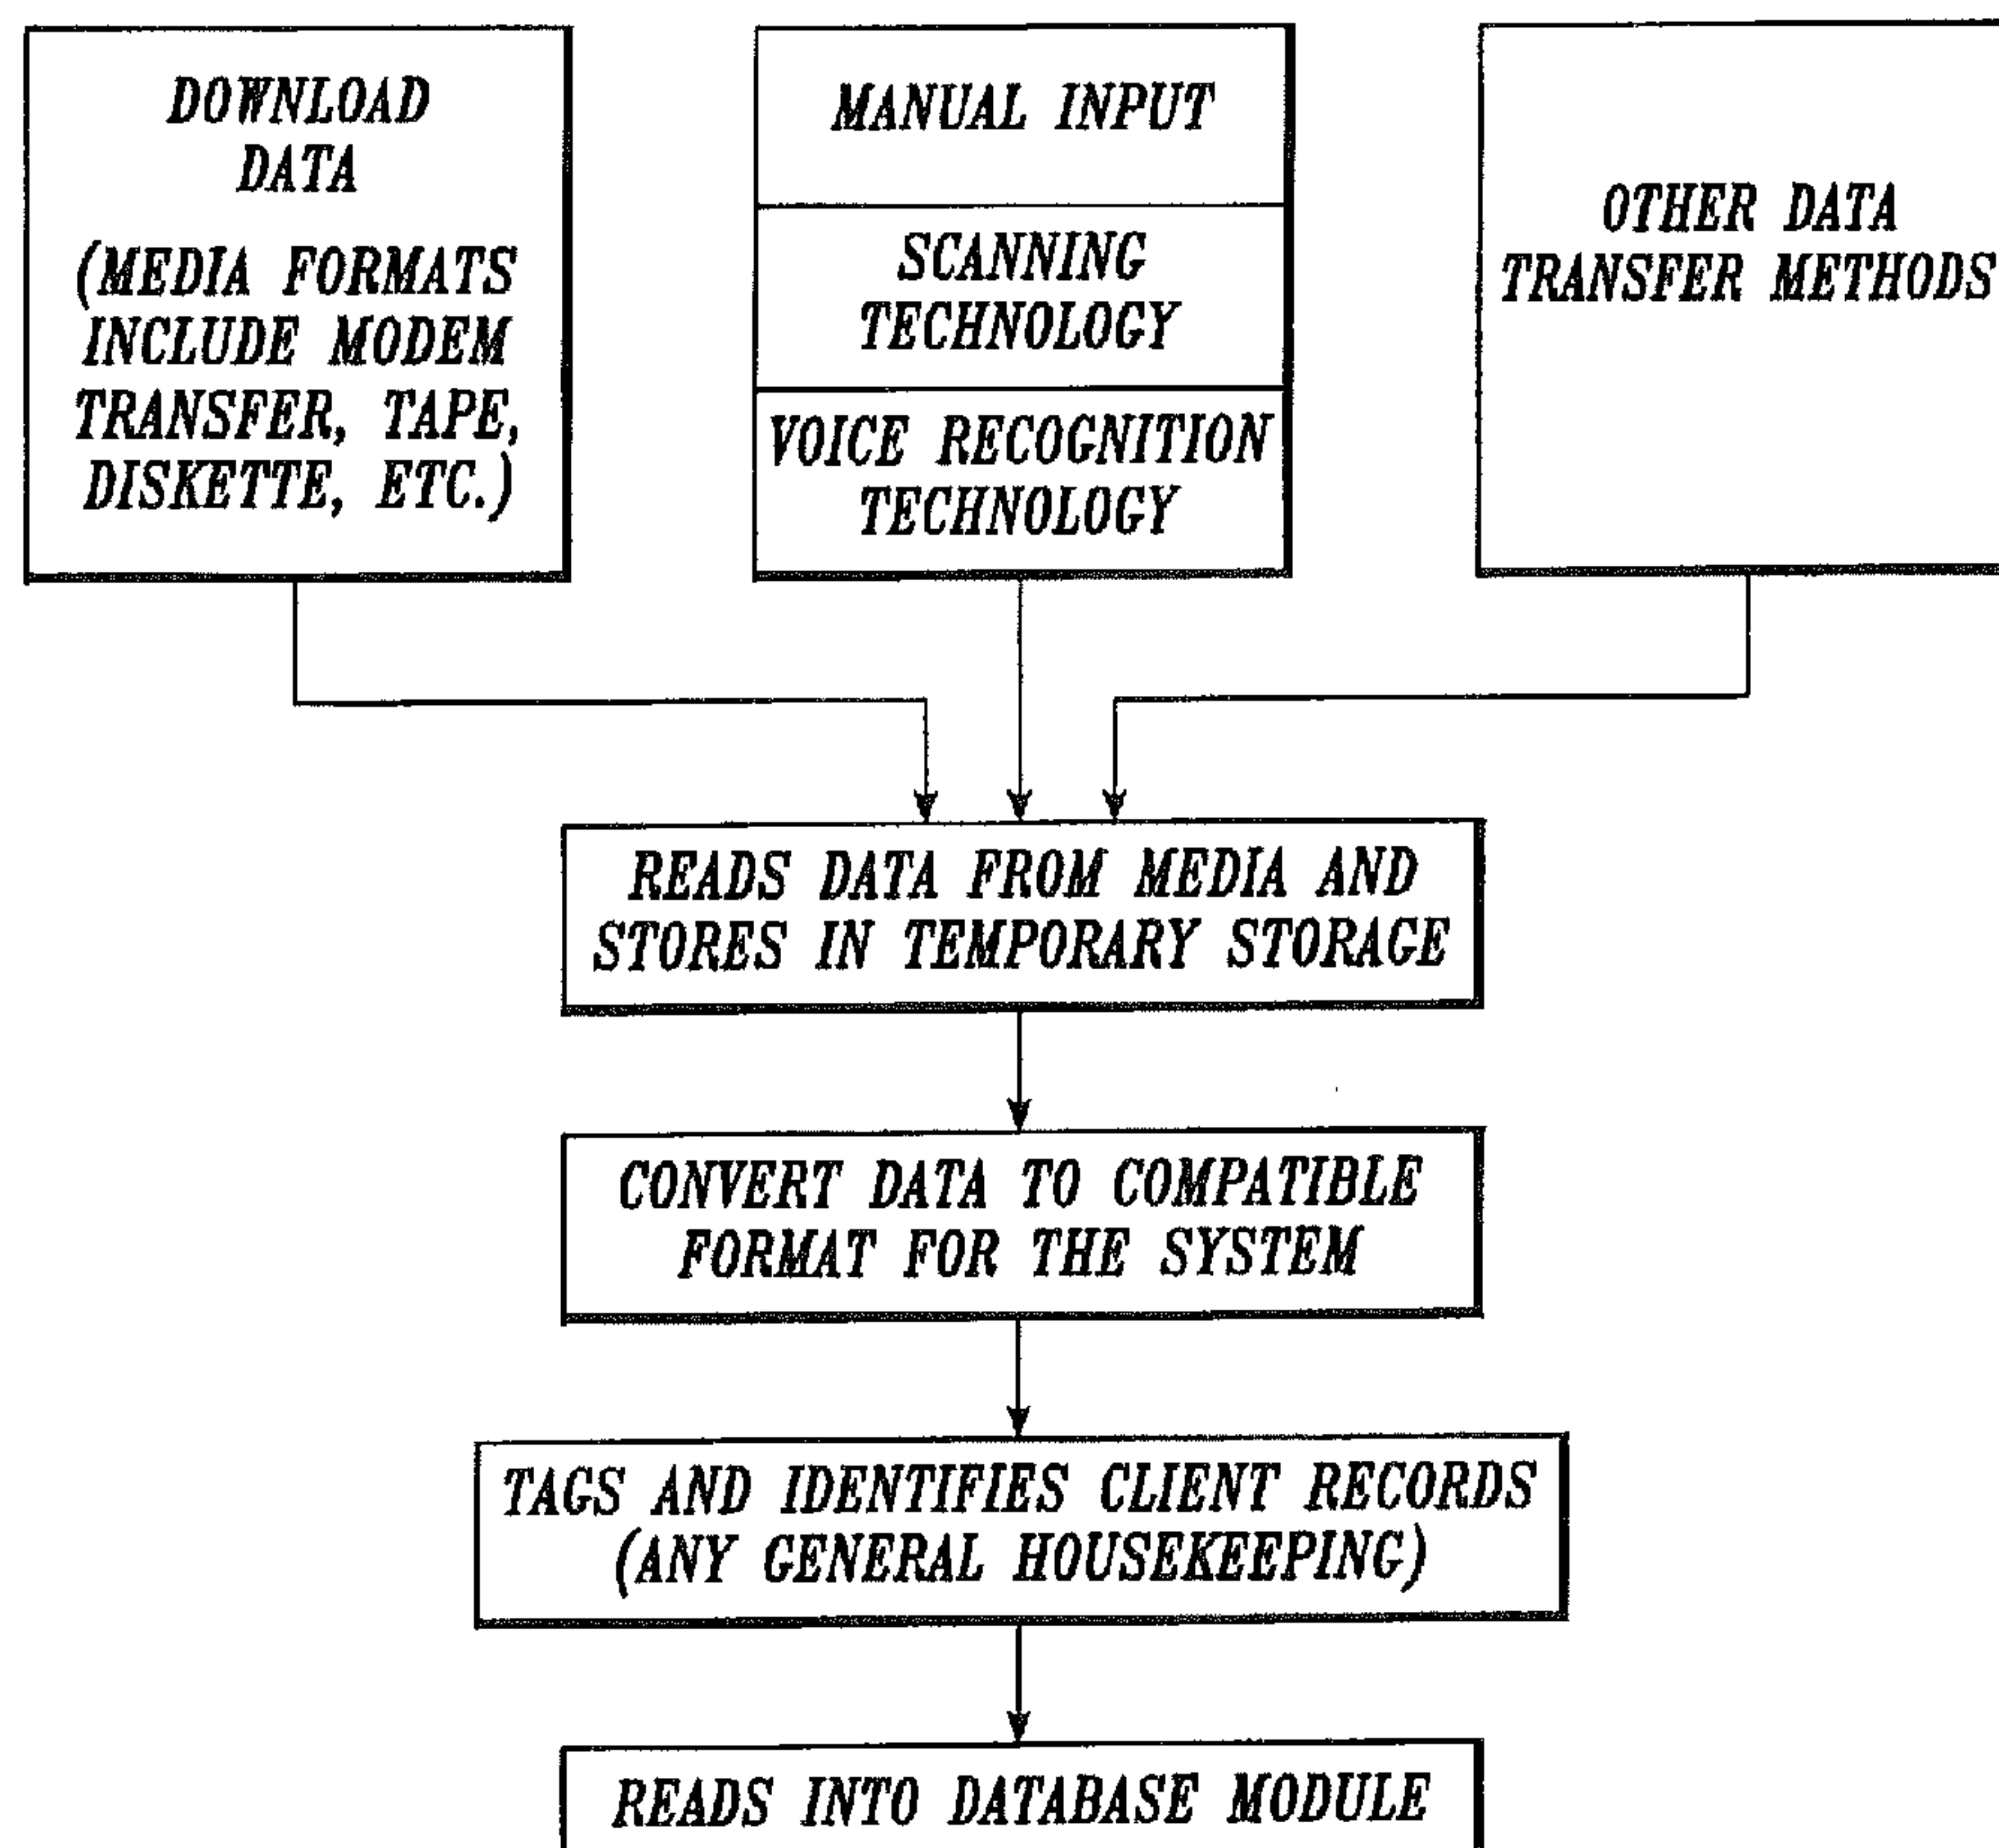 DOWNLOAD
DATA
(MEDIA FORMATS
INCLUDE MODEM
TRANSFER, TAPE,
DISKETTE, ETC.)
MANUAL INPUT
SCANNING
TECHNOLOGY
VOICE RECOGNITION
TECHNOLOGY
OTHER DATA
TRANSFER METHODS
READS DATA FROM MEDIA AND
STORES IN TEMPORARY STORAGE
CONVERT DATA TO COMPATIBLE
FORMAT FOR THE SYSTEM
TAGS AND IDENTIFIES CLIENT RECORDS
(ANY GENERAL HOUSEKEEPING)
READS INTO DATABASE MODULE